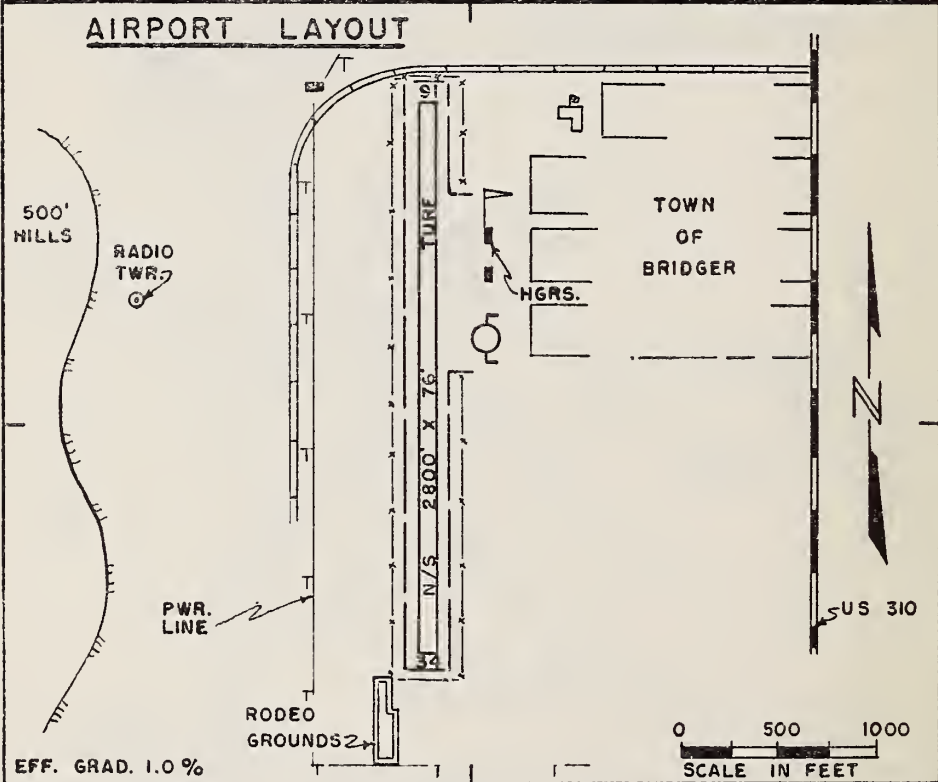 AIRPORT LAYOUT
16
500'
HILLS
RADIO
TWR.
TURF
2800' X 76'
N/S
34
HGRS.
TOWN
OF
BRIDGER
N
PWR.
LINE
US 310
RODEO
GROUNDS
EFF. GRAD. 1.0 %
0 500 1000
SCALE IN FEET
T
T
T
T
T
T
T